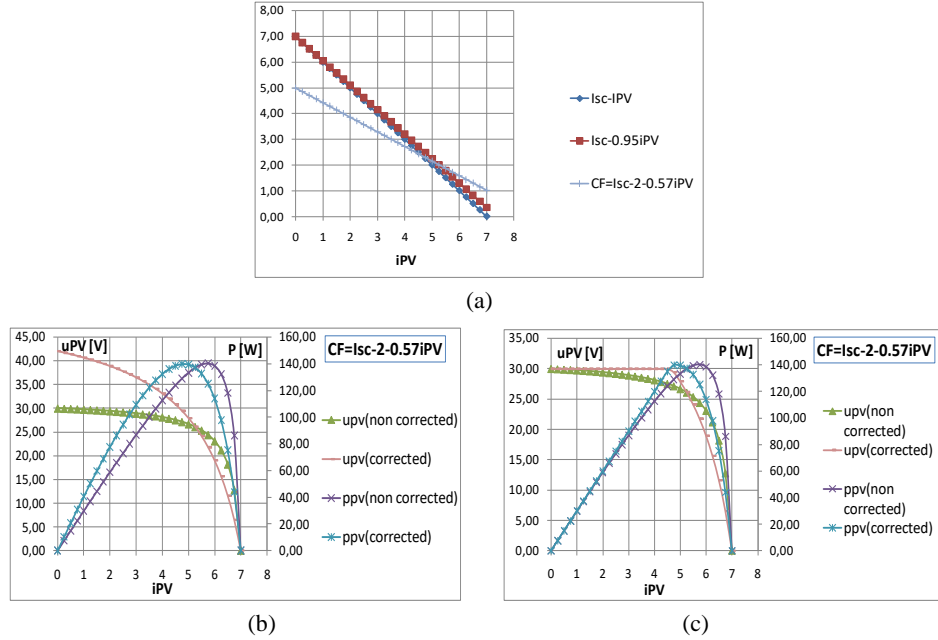 8,00
7,00
6,00
5,00
4,00
3,00
2,00
1,00
0,00
0 1 2 3 4 5 6 7 8
iPV
Isc-IPV
Isc-0.95iPV
CF=Isc-2-0.57iPV
(a)
45,00
40,00
35,00
30,00
25,00
20,00
15,00
10,00
5,00
0,00
uPV [V]
P [W]
160,00
140,00
120,00
100,00
80,00
60,00
40,00
20,00
0,00
0 1 2 3 4 5 6 7 8
iPV
CF=Isc-2-0.57iPV
upv(non corrected)
upv(corrected)
ppv(non corrected)
ppv(corrected)
(b)
35,00
30,00
25,00
20,00
15,00
10,00
5,00
0,00
uPV [V]
P [W]
160,00
140,00
120,00
100,00
80,00
60,00
40,00
20,00
0,00
0 1 2 3 4 5 6 7 8
iPV
CF=Isc-2-0.57iPV
upv(non
corrected)
upv(corrected)
ppv(non
corrected)
ppv(corrected)
(c)